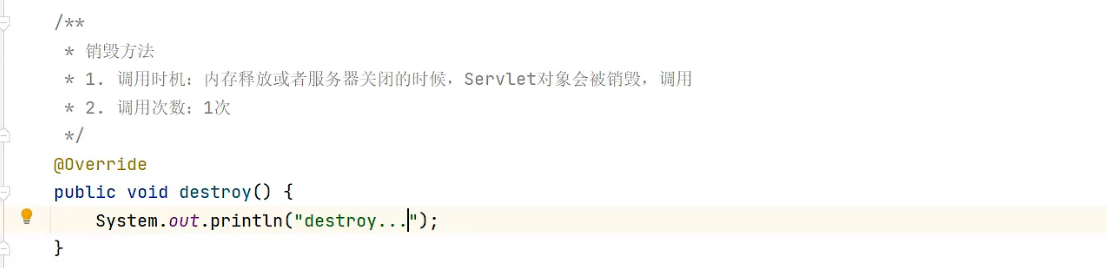 /**
 * 销毁方法
 * 1. 调用时机：内存释放或者服务器关闭的时候，Servlet对象会被销毁，调用
 * 2. 调用次数：1次
 */
@Override
public void destroy() {
    System.out.println("destroy...");
}